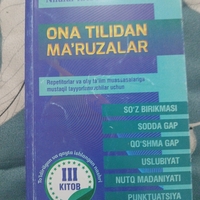 ONA TILIDAN
MA'RUZALAR
Repetitorlar va oliy ta'lim muassasalariga
mustaqil tayyorlanuvchilar uchun
SO'Z BIRIKMASI
SODDA GAP
QO'SHMA GAP
USLUBIYAT
NUTQ MADANIYATI
PUNKTUATSIYA
III
KITOB